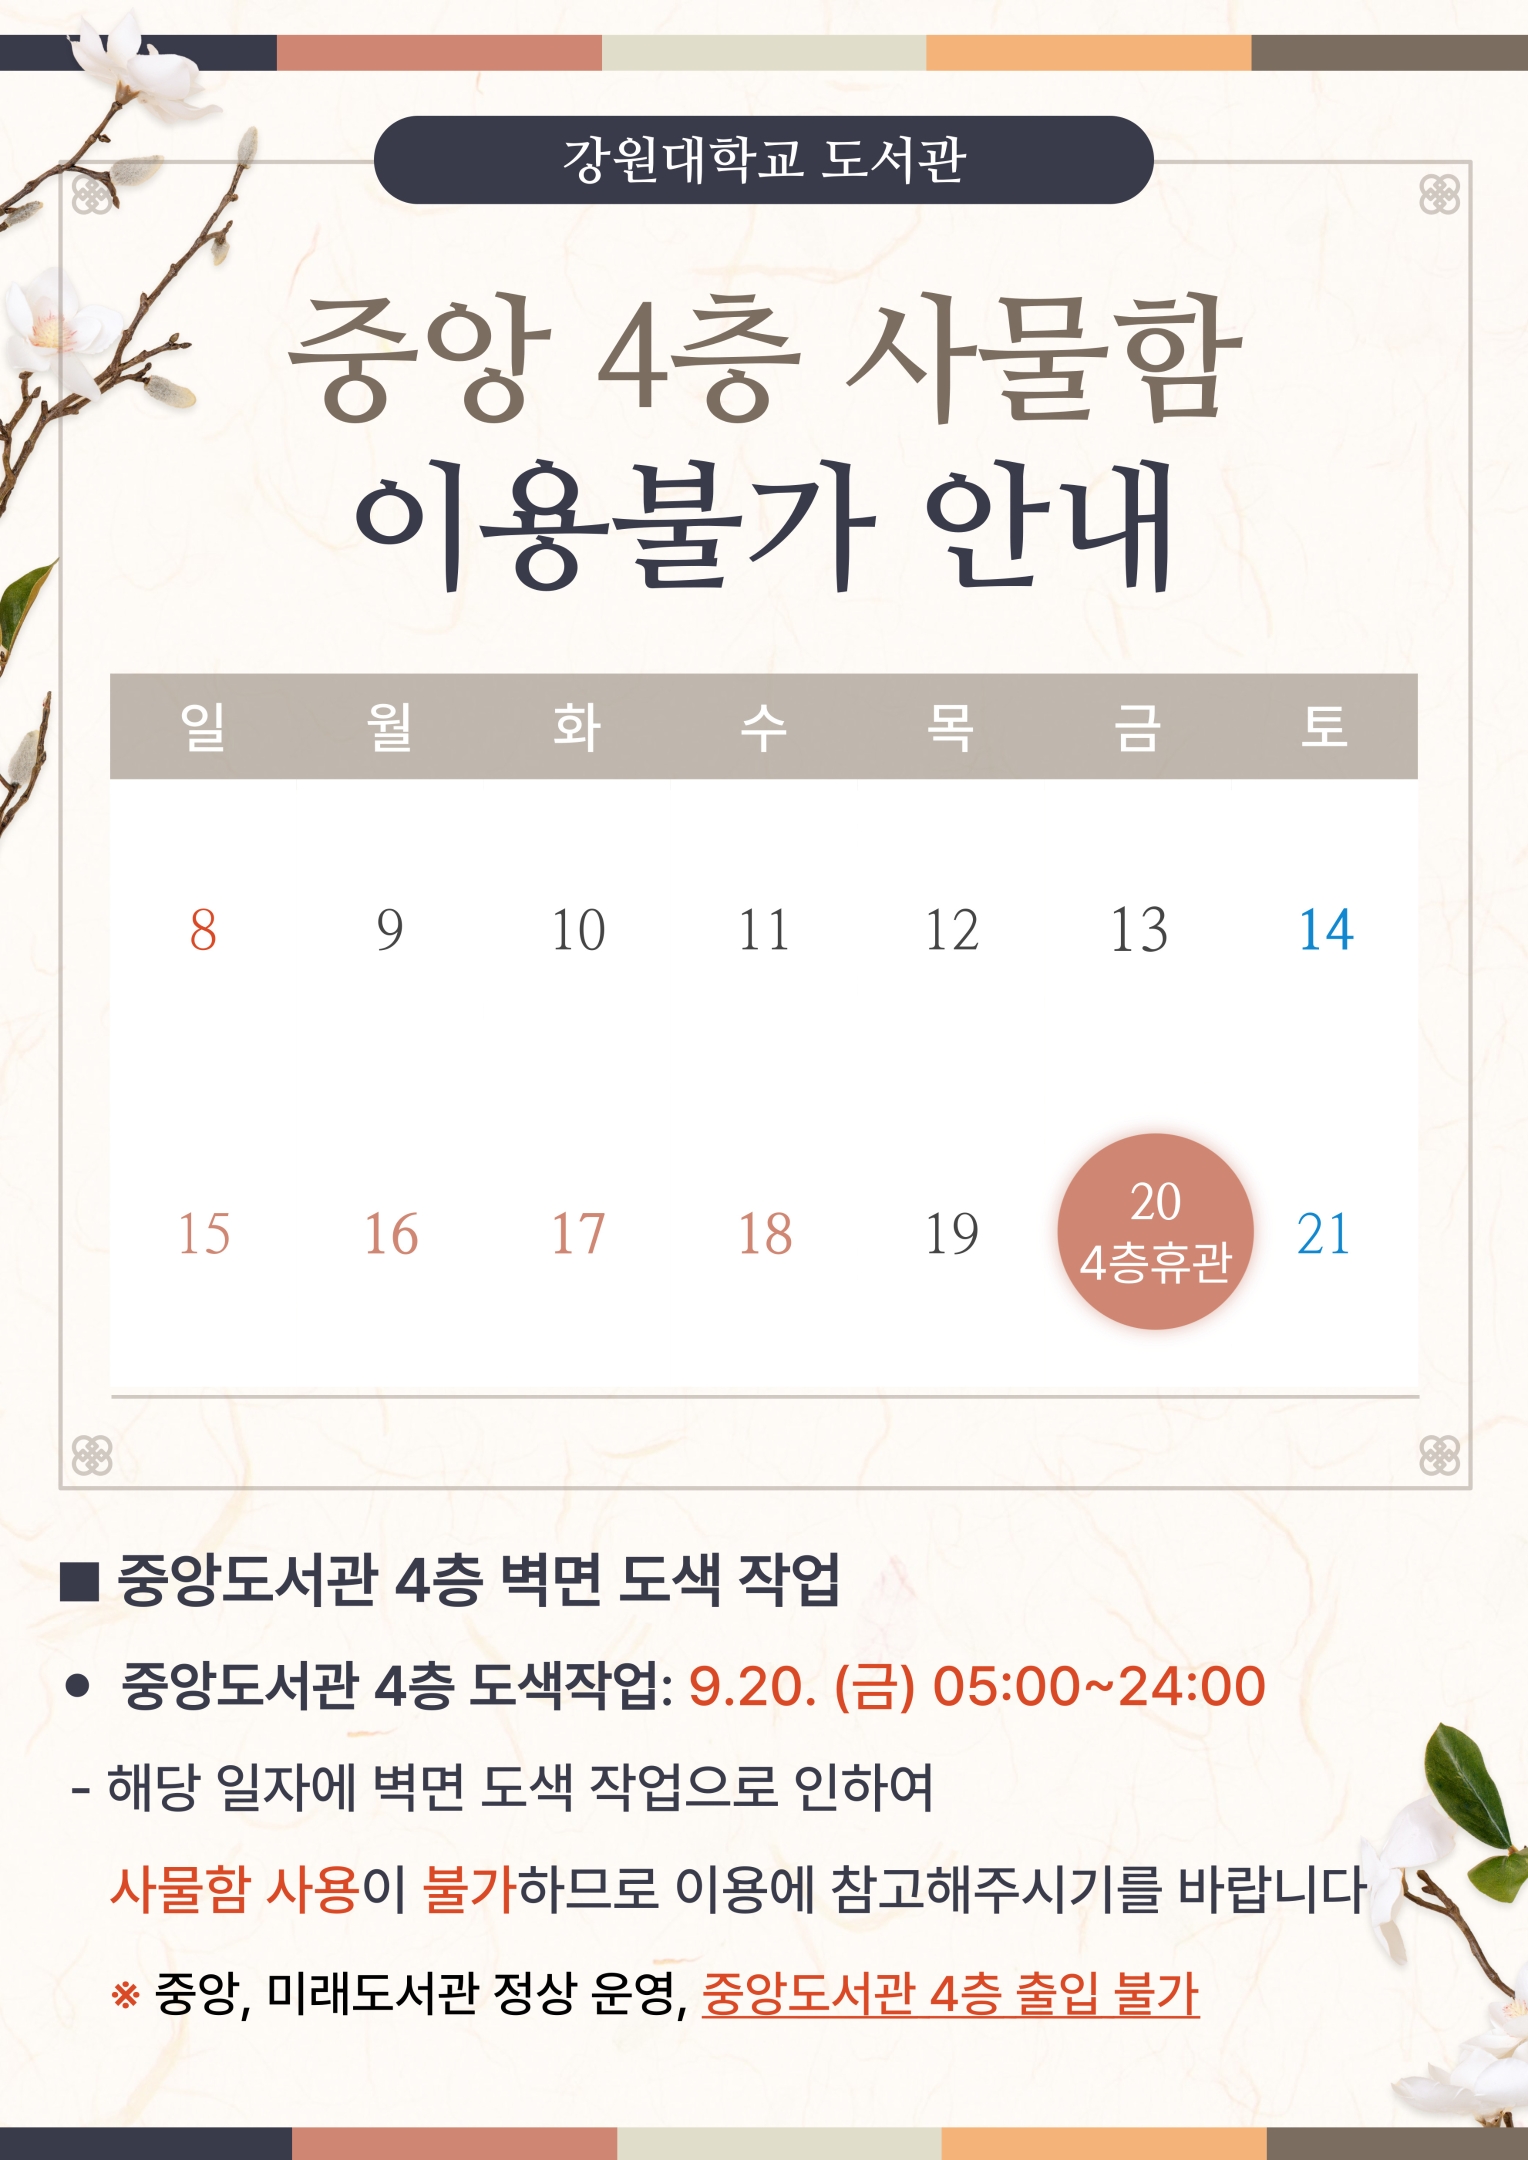 강원대학교 도서관
중앙 4층 사물함
이용불가 안내
일 월 화 수 목 금 토
8 9 10 11 12 13 14
15 16 17 18 19 20 21
4층휴관
■ 중앙도서관 4층 벽면 도색 작업
● 중앙도서관 4층 도색작업: 9.20. (금) 05:00~24:00
- 해당 일자에 벽면 도색 작업으로 인하여
사물함 사용이 불가하므로 이용에 참고해주시기를 바랍니다
※ 중앙, 미래도서관 정상 운영, 중앙도서관 4층 출입 불가